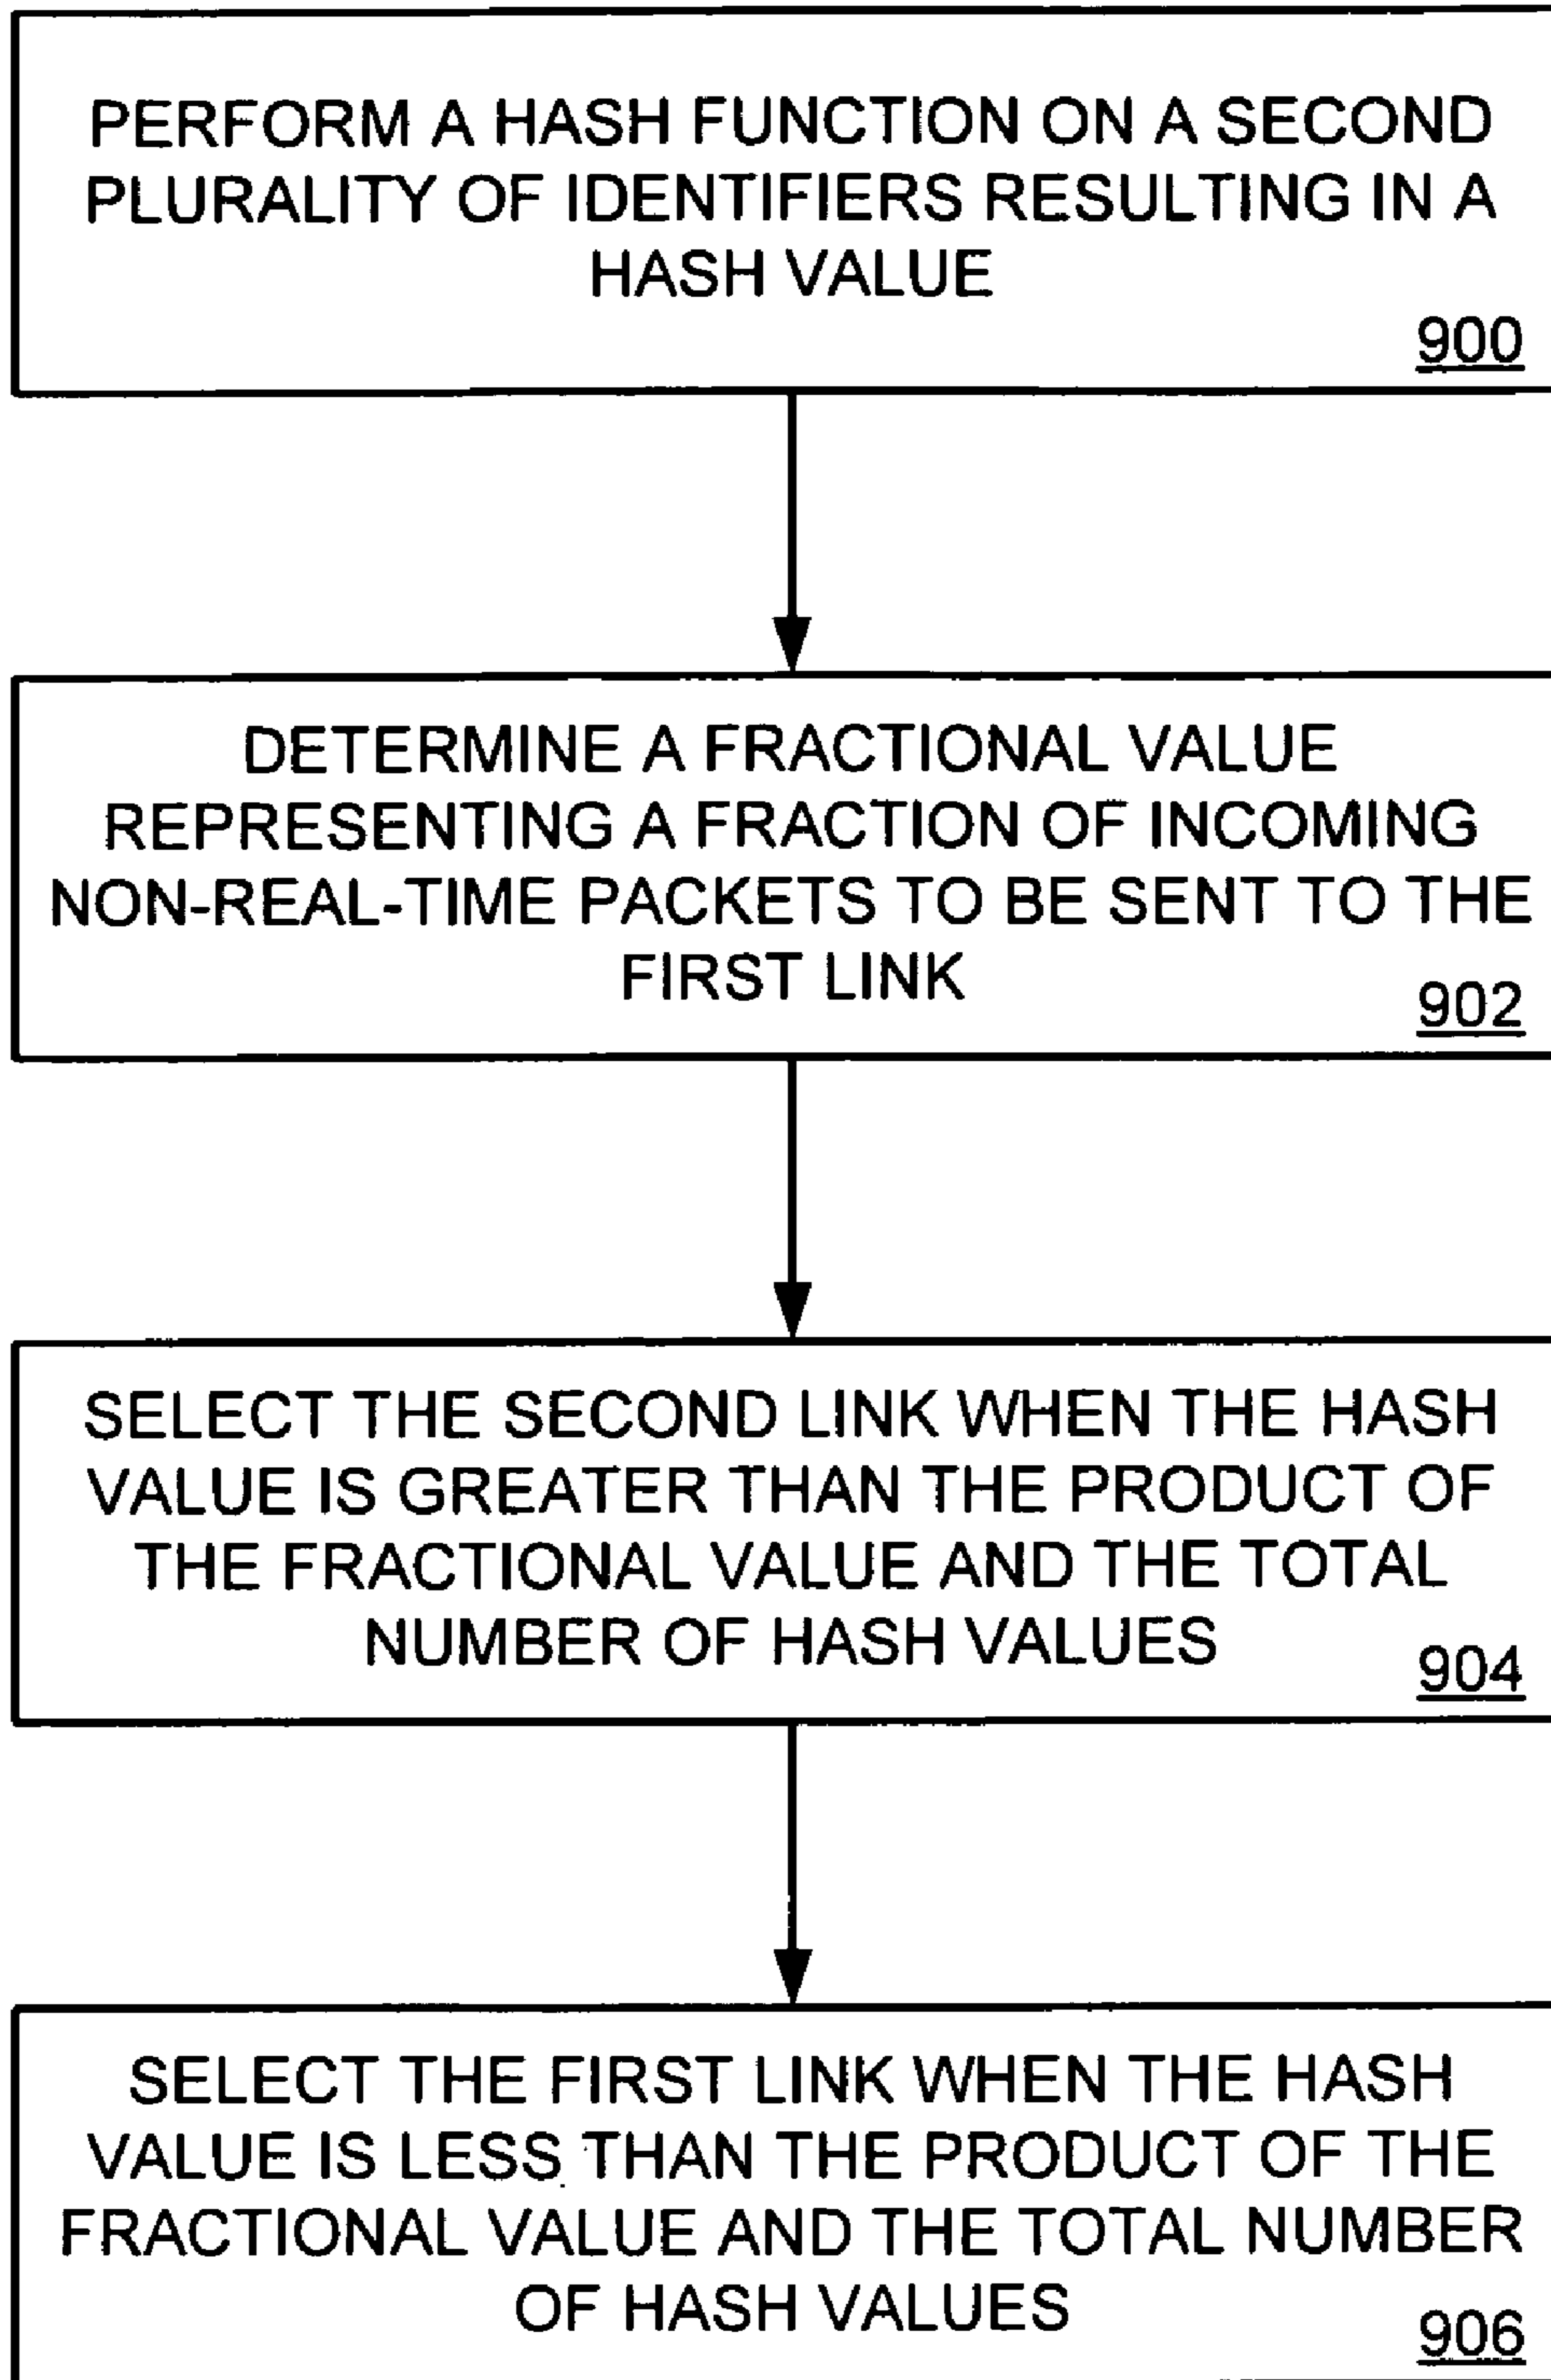 PERFORM A HASH FUNCTION ON A SECOND
PLURALITY OF IDENTIFIERS RESULTING IN A
HASH VALUE
900
DETERMINE A FRACTIONAL VALUE
REPRESENTING A FRACTION OF INCOMING
NON-REAL-TIME PACKETS TO BE SENT TO THE
FIRST LINK
902
SELECT THE SECOND LINK WHEN THE HASH
VALUE IS GREATER THAN THE PRODUCT OF
THE FRACTIONAL VALUE AND THE TOTAL
NUMBER OF HASH VALUES
904
SELECT THE FIRST LINK WHEN THE HASH
VALUE IS LESS THAN THE PRODUCT OF THE
FRACTIONAL VALUE AND THE TOTAL NUMBER
OF HASH VALUES
906